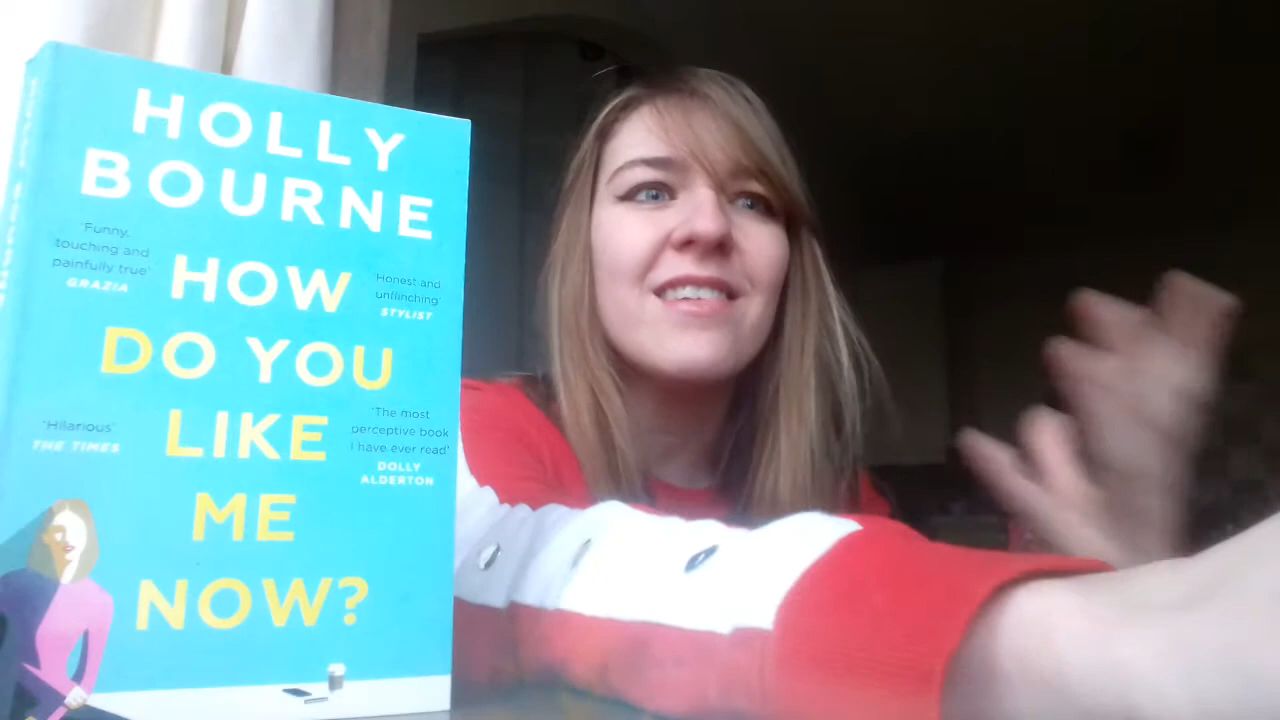 HOLLY
BOURNE
'Funny,
touching and
painfully true'
GRAZIA
'Honest and
unflinching'
STYLIST
HOW
DO YOU
LIKE
ME
NOW?
'Hilarious'
THE TIMES
'The most
perceptive book
I have ever read'
DOLLY
ALDERTON